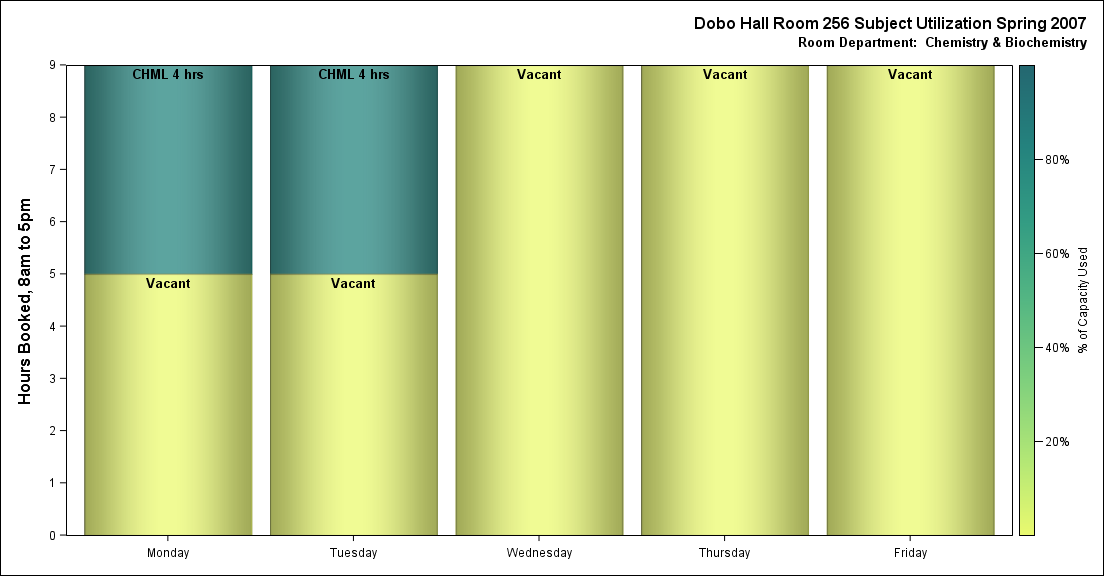 Dobo Hall Room 256 Subject Utilization Spring 2007
Room Department:  Chemistry & Biochemistry
Hours Booked, 8am to 5pm
9
8
7
6
5
4
3
2
1
0
CHML 4 hrs
CHML 4 hrs
Vacant
Vacant
Vacant
Vacant
Vacant
Monday
Tuesday
Wednesday
Thursday
Friday
80%
60%
40%
20%
% of Capacity Used